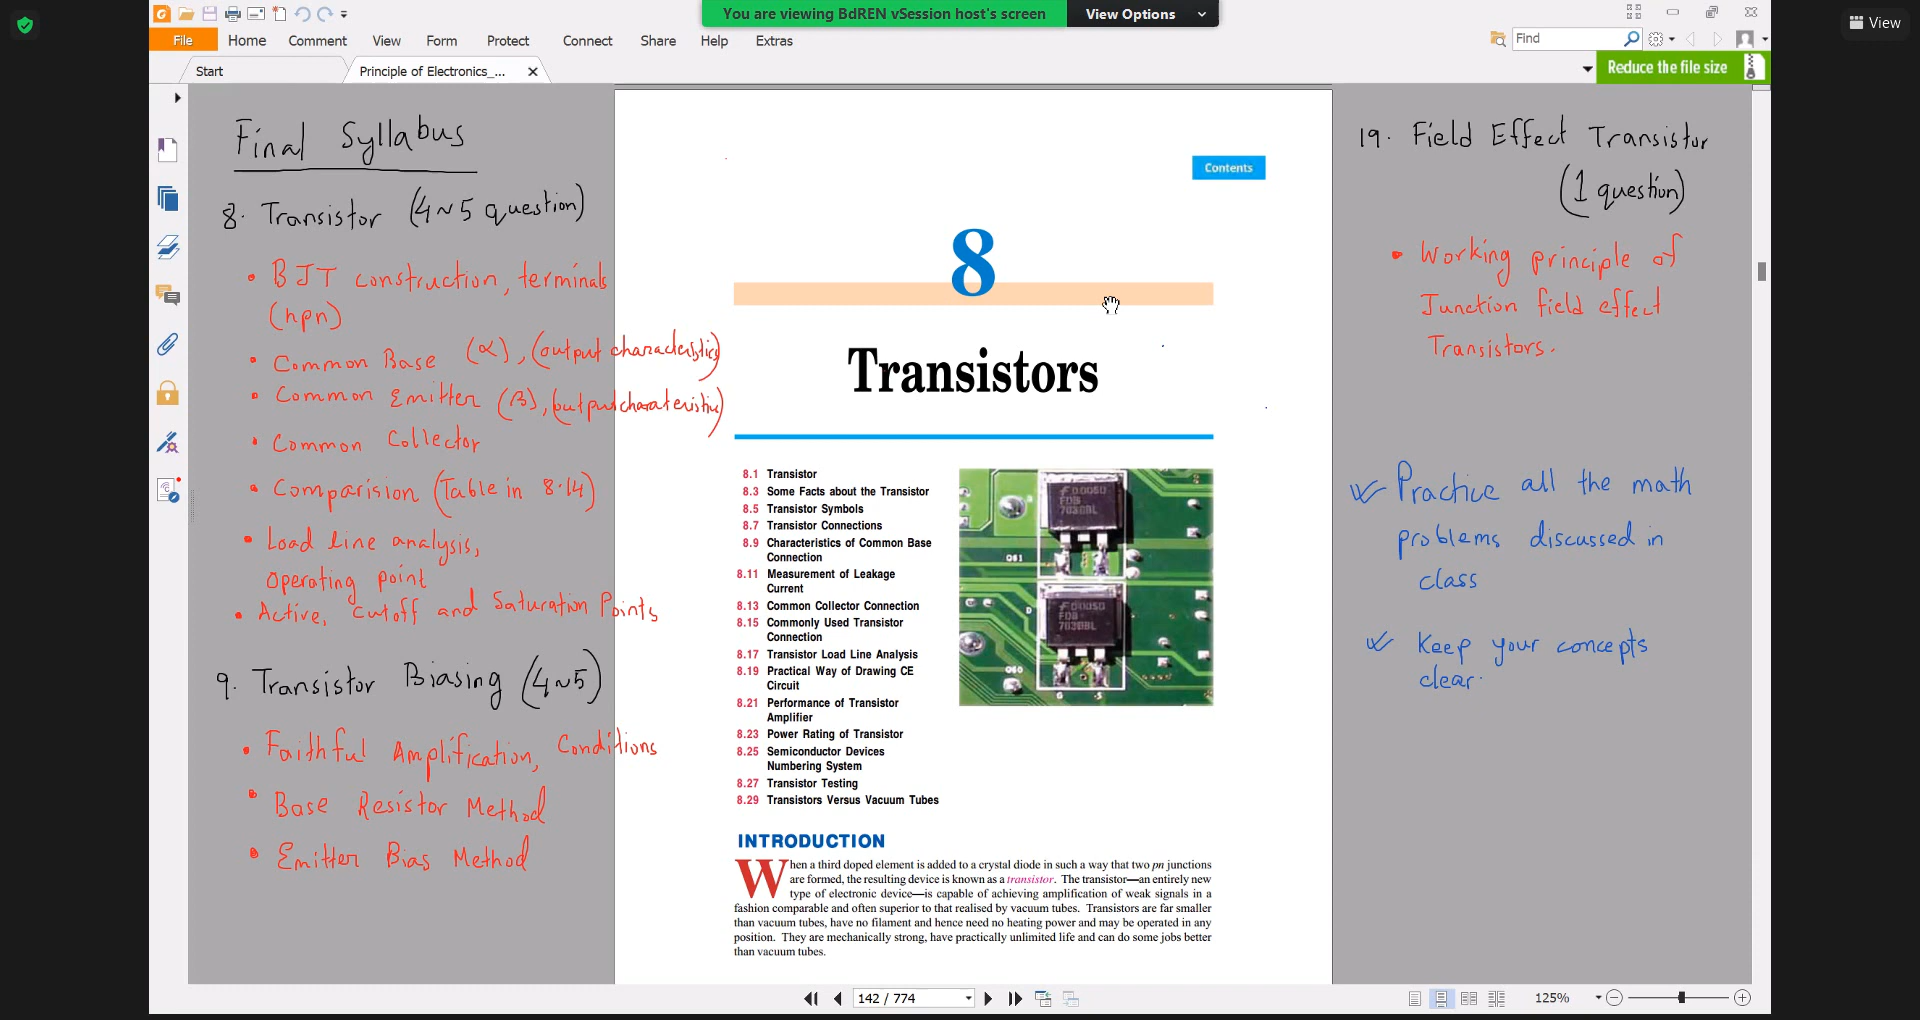 You are viewing BdREN vSession host's screen
View Options
View
File
Home
Comment
View
Form
Protect
Connect
Share
Help
Extras
Find
Start
Principle of Electronics_...
Reduce the file size
Final Syllabus
8. Transistor (4~5 question)
• BJT construction, terminals
(npn)
• Common Base (α), (output characteristics)
• Common Emitter (β), (output charateristics)
• Common Collector
• Comparision (Table in 8.14)
• Load line analysis,
Operating point
• Active, cutoff and Saturation Points
9. Transistor Biasing (4~5)
• Faithful Amplification, Conditions
• Base Resistor Method
• Emitter Bias Method
Contents
8
Transistors
8.1 Transistor
8.3 Some Facts about the Transistor
8.5 Transistor Symbols
8.7 Transistor Connections
8.9 Characteristics of Common Base
Connection
8.11 Measurement of Leakage
Current
8.13 Common Collector Connection
8.15 Commonly Used Transistor
Connection
8.17 Transistor Load Line Analysis
8.19 Practical Way of Drawing CE
Circuit
8.21 Performance of Transistor
Amplifier
8.23 Power Rating of Transistor
8.25 Semiconductor Devices
Numbering System
8.27 Transistor Testing
8.29 Transistors Versus Vacuum Tubes
INTRODUCTION
When a third doped element is added to a crystal diode in such a way that two pn junctions
are formed, the resulting device is known as a transistor. The transistor—an entirely new
type of electronic device—is capable of achieving amplification of weak signals in a
fashion comparable and often superior to that realised by vacuum tubes. Transistors are far smaller
than vacuum tubes, have no filament and hence need no heating power and may be operated in any
position. They are mechanically strong, have practically unlimited life and can do some jobs better
than vacuum tubes.
19. Field Effect Transistor
(1 question)
• Working principle of
Junction field effect
Transistors.
Practice all the math
problems discussed in
class
Keep your concepts
clear.
142 / 774
125%